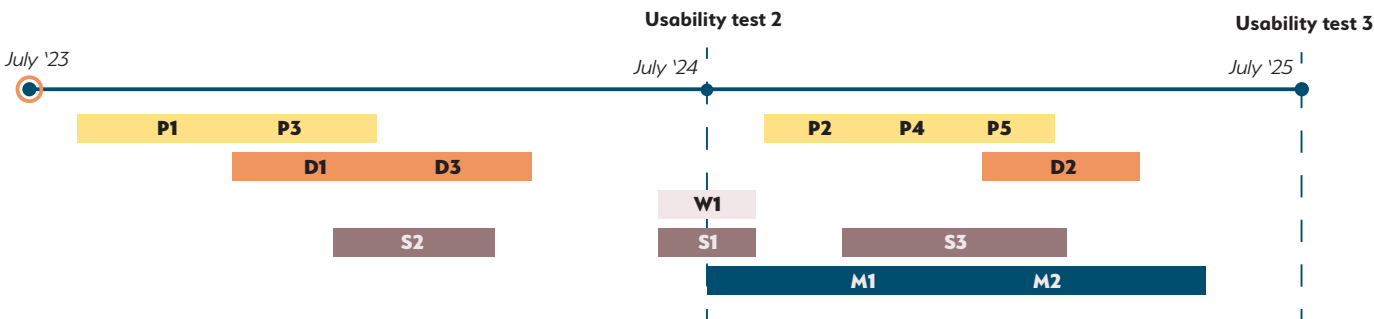 Usability test 2
Usability test 3
July ‘23
July ‘24
July ‘25
P1 P3 P2 P4 P5
D1 D3 D2
W1
S2 S1 S3
M1 M2